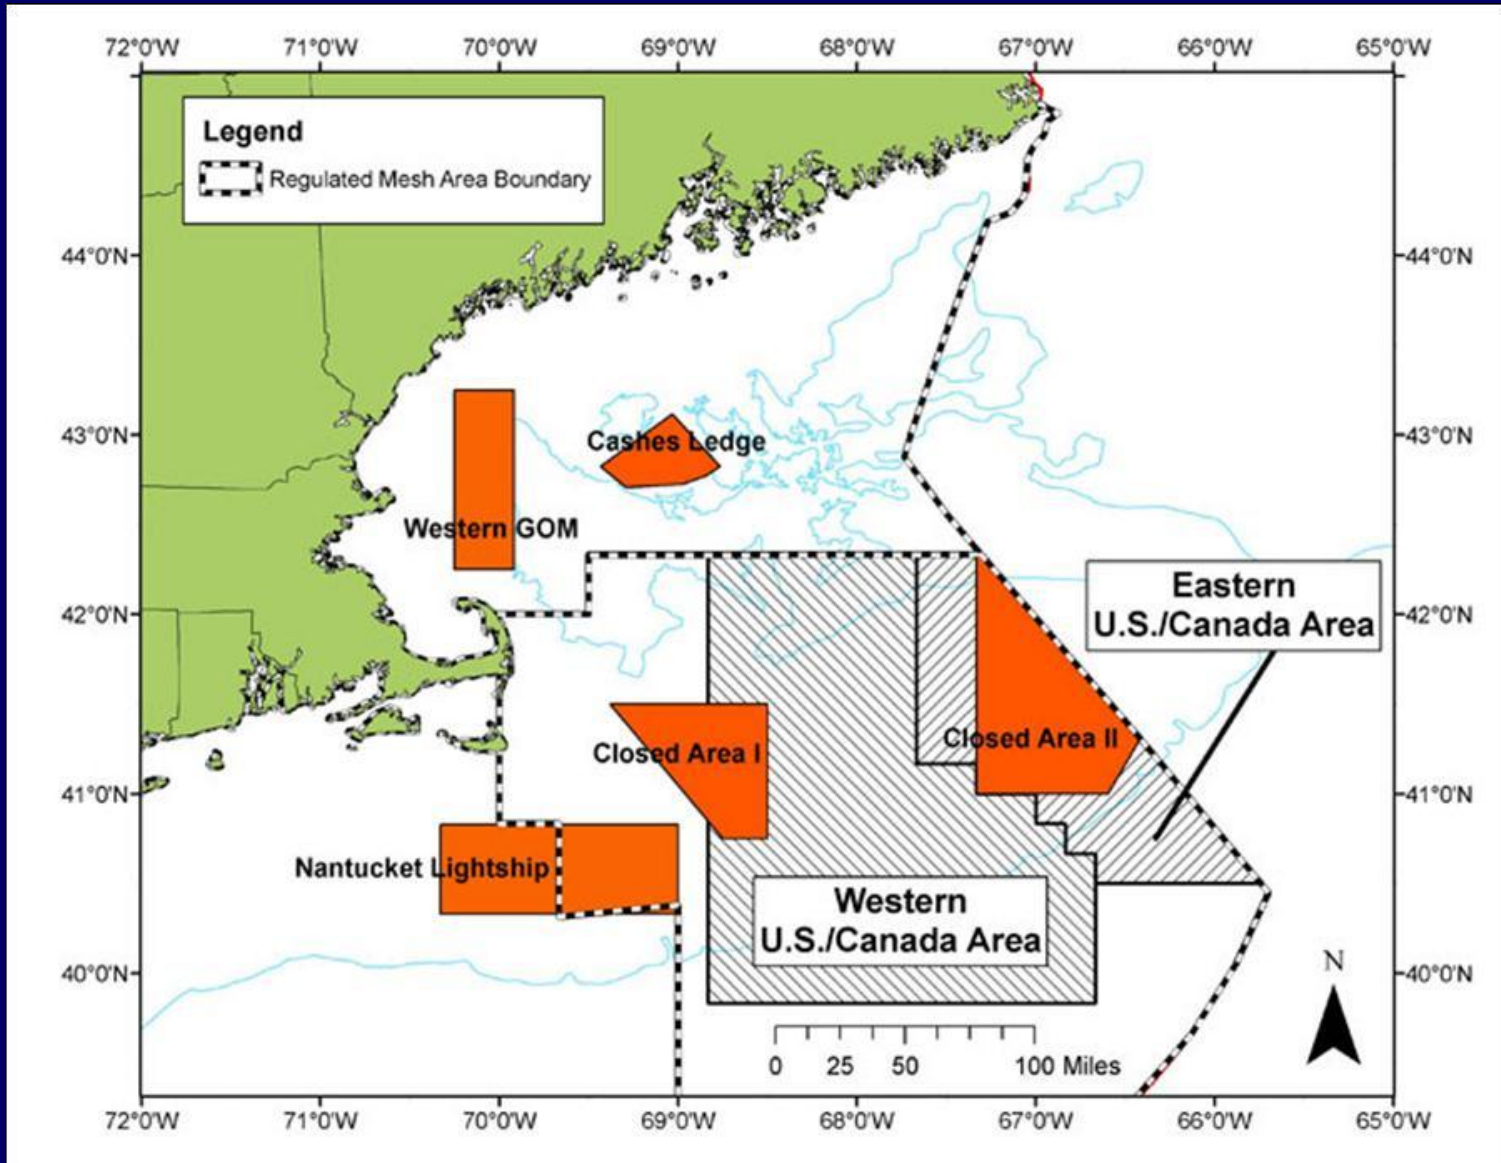 72°0'W 71°0'W 70°0'W 69°0'W 68°0'W 67°0'W 66°0'W 65°0'W
Legend
Regulated Mesh Area Boundary
44°0'N 44°0'N
43°0'N 43°0'N
Cashes Ledge
Western GOM
Eastern
U.S./Canada Area
42°0'N 42°0'N
Closed Area I
Closed Area II
41°0'N 41°0'N
Nantucket Lightship
Western
U.S./Canada Area
N
40°0'N 40°0'N
0 25 50 100 Miles
72°0'W 71°0'W 70°0'W 69°0'W 68°0'W 67°0'W 66°0'W 65°0'W